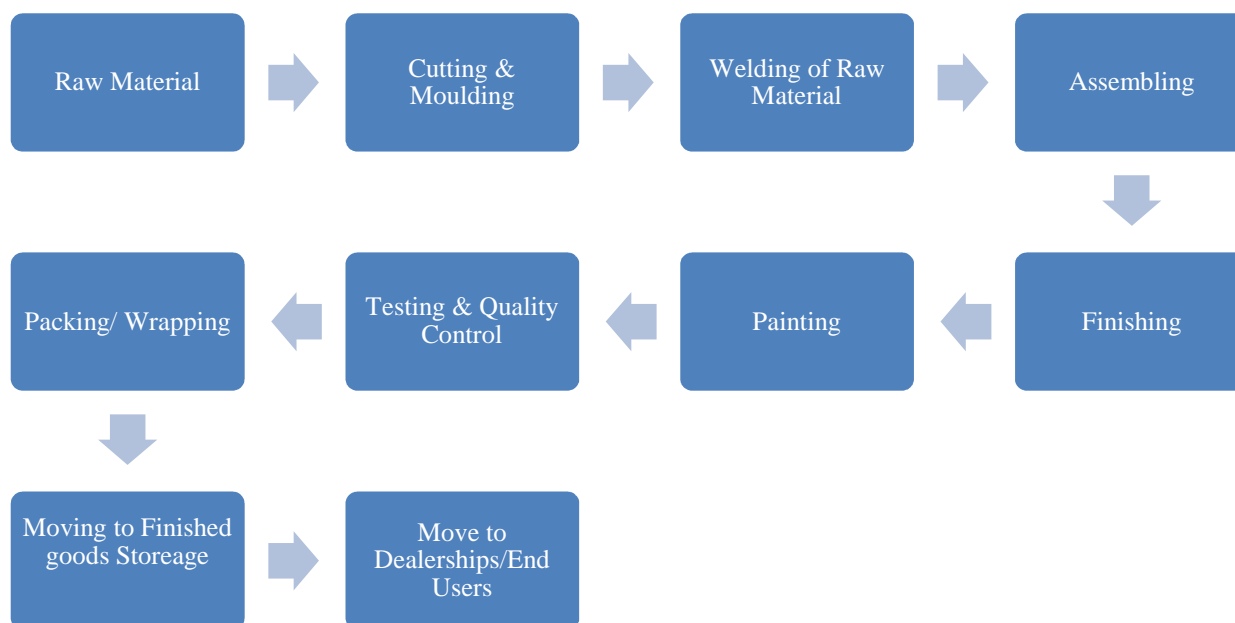 Raw Material
Cutting &
Moulding
Welding of Raw
Material
Assembling
Finishing
Painting
Testing & Quality
Control
Packing/ Wrapping
Moving to Finished
goods Storeage
Move to
Dealerships/End
Users